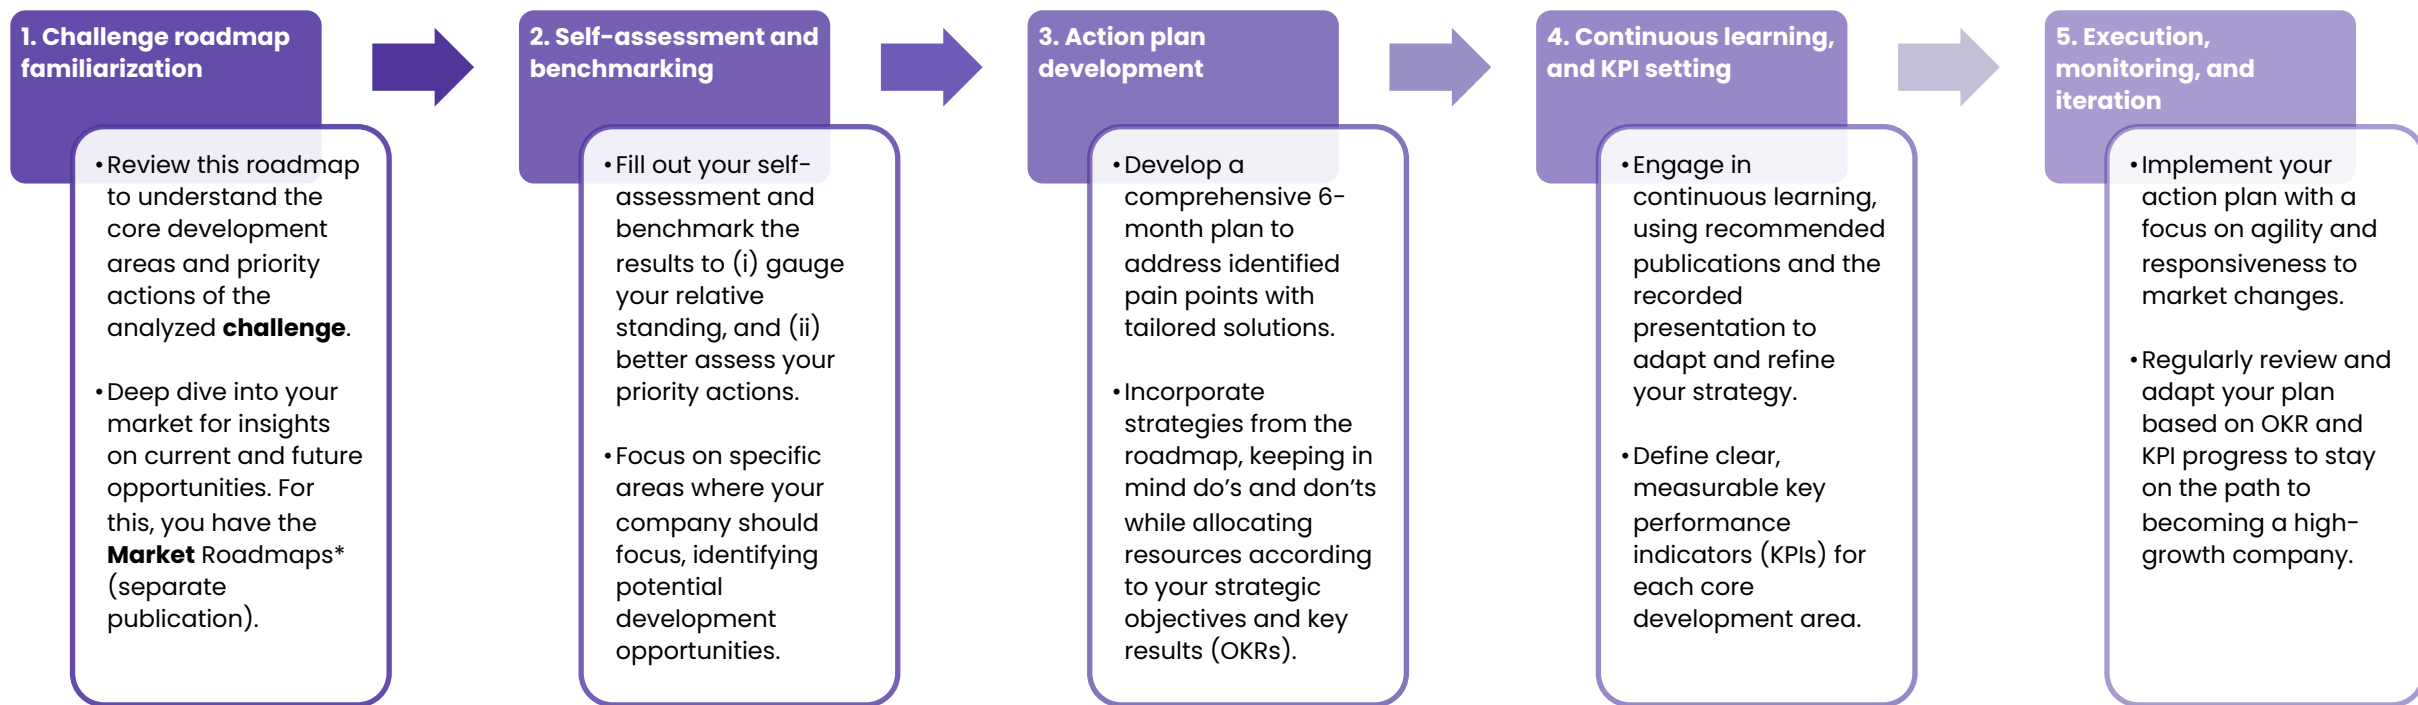 1. Challenge roadmap
familiarization
• Review this roadmap
to understand the
core development
areas and priority
actions of the
analyzed challenge.
• Deep dive into your
market for insights
on current and future
opportunities. For
this, you have the
Market Roadmaps*
(separate
publication).
2. Self-assessment and
benchmarking
• Fill out your self-
assessment and
benchmark the
results to (i) gauge
your relative
standing, and (ii)
better assess your
priority actions.
• Focus on specific
areas where your
company should
focus, identifying
potential
development
opportunities.
3. Action plan
development
• Develop a
comprehensive 6-
month plan to
address identified
pain points with
tailored solutions.
• Incorporate
strategies from the
roadmap, keeping in
mind do's and don'ts
while allocating
resources according
to your strategic
objectives and key
results (OKRs).
4. Continuous learning,
and KPI setting
• Engage in
continuous learning,
using recommended
publications and the
recorded
presentation to
adapt and refine
your strategy.
• Define clear,
measurable key
performance
indicators (KPIs) for
each core
development area.
5. Execution,
monitoring, and
iteration
• Implement your
action plan with a
focus on agility and
responsiveness to
market changes.
• Regularly review and
adapt your plan
based on OKR and
KPI progress to stay
on the path to
becoming a high-
growth company.